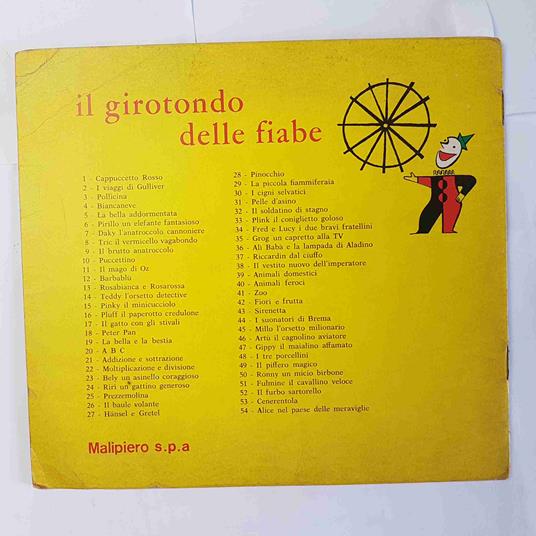 il girotondo
delle fiabe
1 - Cappuccetto Rosso
2 - I viaggi di Gulliver
3 - Pollicina
4 - Biancaneve
5 - La bella addormentata
6 - Pirillo un elefante fantasioso
7 - Daky l'anatroccolo cannoniere
8 - Tric il vermicello vagabondo
9 - Il brutto anatroccolo
10 - Puccettino
11 - Il mago di Oz
12 - Barbablù
13 - Rosabianca e Rosarossa
14 - Teddy l'orsetto detective
15 - Pinky il minicucciolo
16 - Pluff il paperotto credulone
17 - Il gatto con gli stivali
18 - Peter Pan
19 - La bella e la bestia
20 - A B C
21 - Addizione e sottrazione
22 - Moltiplicazione e divisione
23 - Bely un asinello coraggioso
24 - Rirì un gattino generoso
25 - Prezzemolina
26 - Il baule volante
27 - Hänsel e Gretel
28 - Pinocchio
29 - La piccola fiammiferaia
30 - I cigni selvatici
31 - Pelle d'asino
32 - Il soldatino di stagno
33 - Plink il coniglietto goloso
34 - Fred e Lucy i due bravi fratellini
35 - Grog un capretto alla TV
36 - Alì Babà e la lampada di Aladino
37 - Riccardin dal ciuffo
38 - Il vestito nuovo dell'imperatore
39 - Animali domestici
40 - Animali feroci
41 - Zoo
42 - Fiori e frutta
43 - Sirenetta
44 - I suonatori di Brema
45 - Millo l'orsetto milionario
46 - Artù il cagnolino aviatore
47 - Gippy il maialino affamato
48 - I tre porcellini
49 - Il piffero magico
50 - Ronny un micio birbone
51 - Fulmine il cavallino veloce
52 - Il furbo sartorello
53 - Cenerentola
54 - Alice nel paese delle meraviglie
Malipiero s.p.a